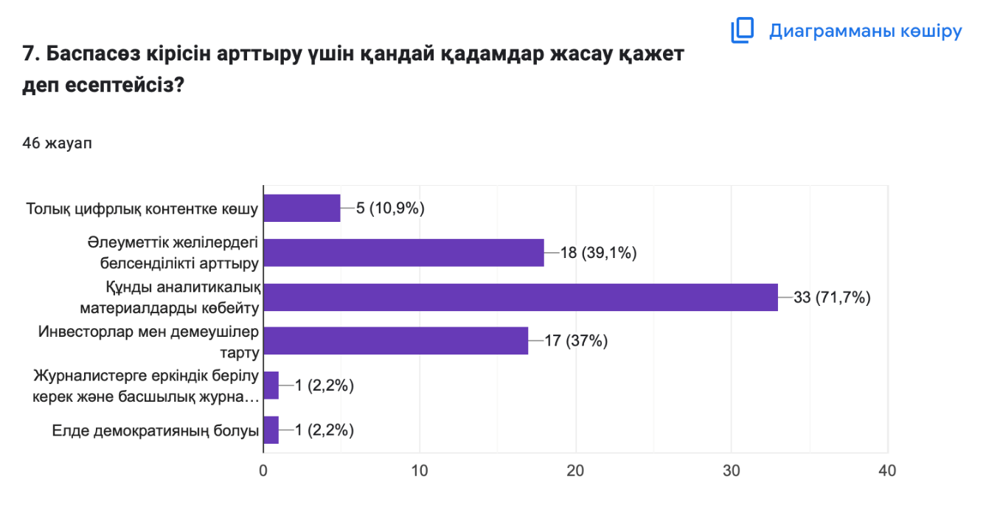 Диаграмманы көшіру
7. Баспасөз кірісін арттыру үшін қандай қадамдар жасау қажет
деп есептейсіз?
46 жауап
Толық цифрлық контентке көшу
5 (10,9%)
Әлеуметтік желілердегі
белсенділікті арттыру
18 (39,1%)
Құнды аналитикалық
материалдарды көбейту
33 (71,7%)
Инвесторлар мен демеушілер
тарту
17 (37%)
Журналистерге еркіндік берілу
керек және басшылық журна…
1 (2,2%)
Елде демократияның болуы
1 (2,2%)
0 10 20 30 40